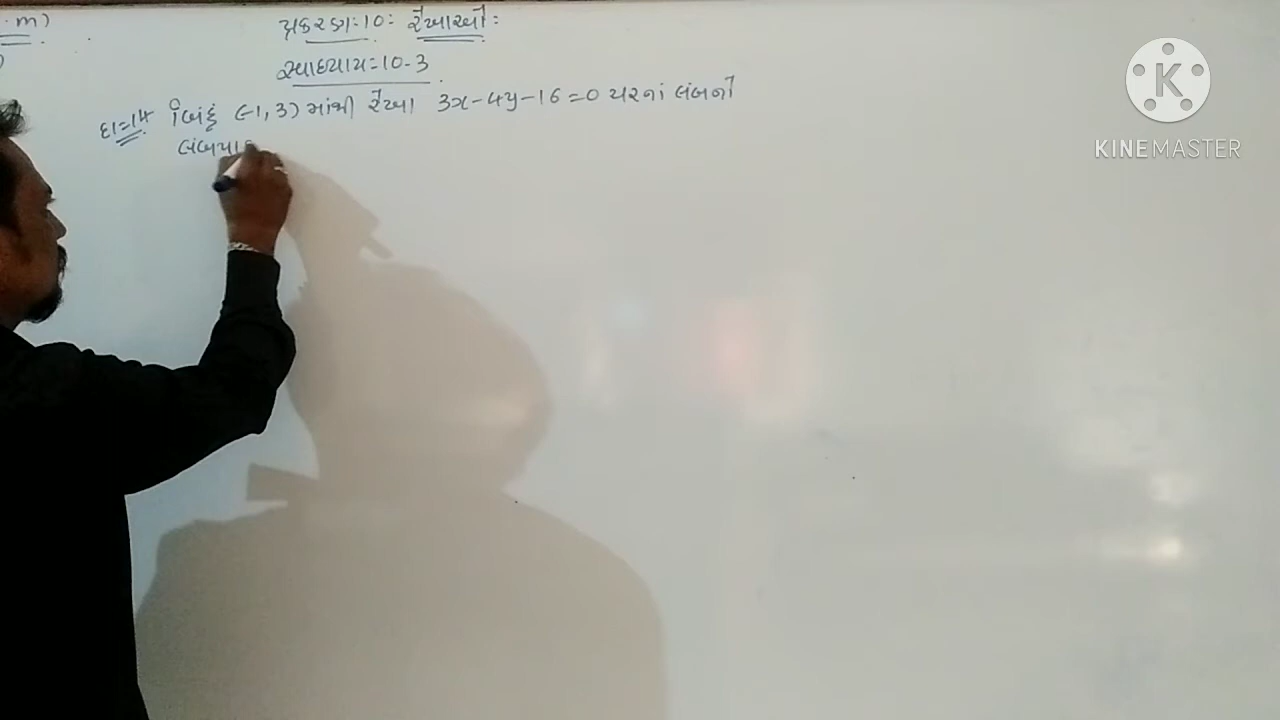 . m)
પ્રકરણ:10: રેખાઓ:
સ્વાધ્યાય:10.3
દા=14 બિંદુ (-1, 3) માંથી રેખા 3x-4y-16=0 પરનાં લંબનો
લંબપા
KINEMASTER